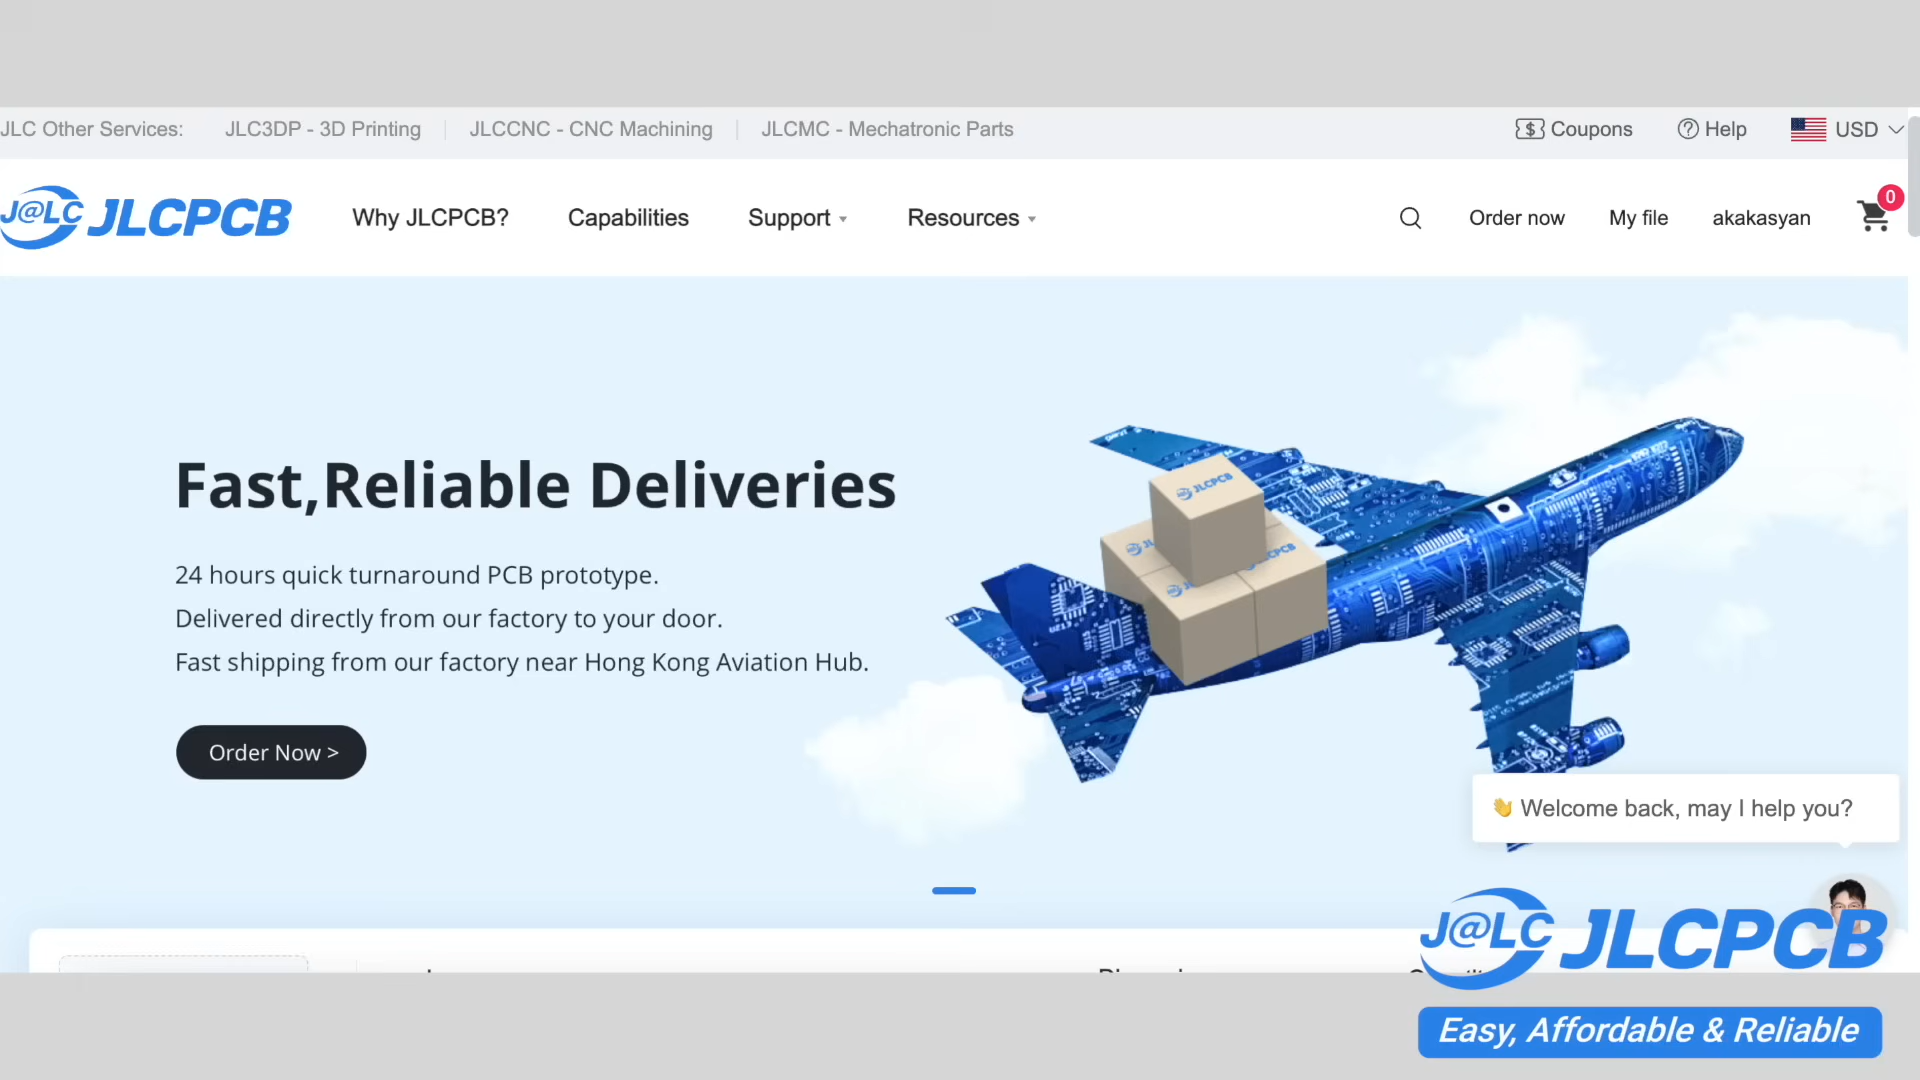 JLC Other Services:
JLC3DP - 3D Printing
JLCCNC - CNC Machining
JLCMC - Mechatronic Parts
Coupons
Help
USD
J@LC JLCPCB
Why JLCPCB?
Capabilities
Support
Resources
Order now
My file
akakasyan
0
Fast,Reliable Deliveries
24 hours quick turnaround PCB prototype.
Delivered directly from our factory to your door.
Fast shipping from our factory near Hong Kong Aviation Hub.
Order Now >
JLCPCB
👋 Welcome back, may I help you?
J@LC JLCPCB
Easy, Affordable & Reliable